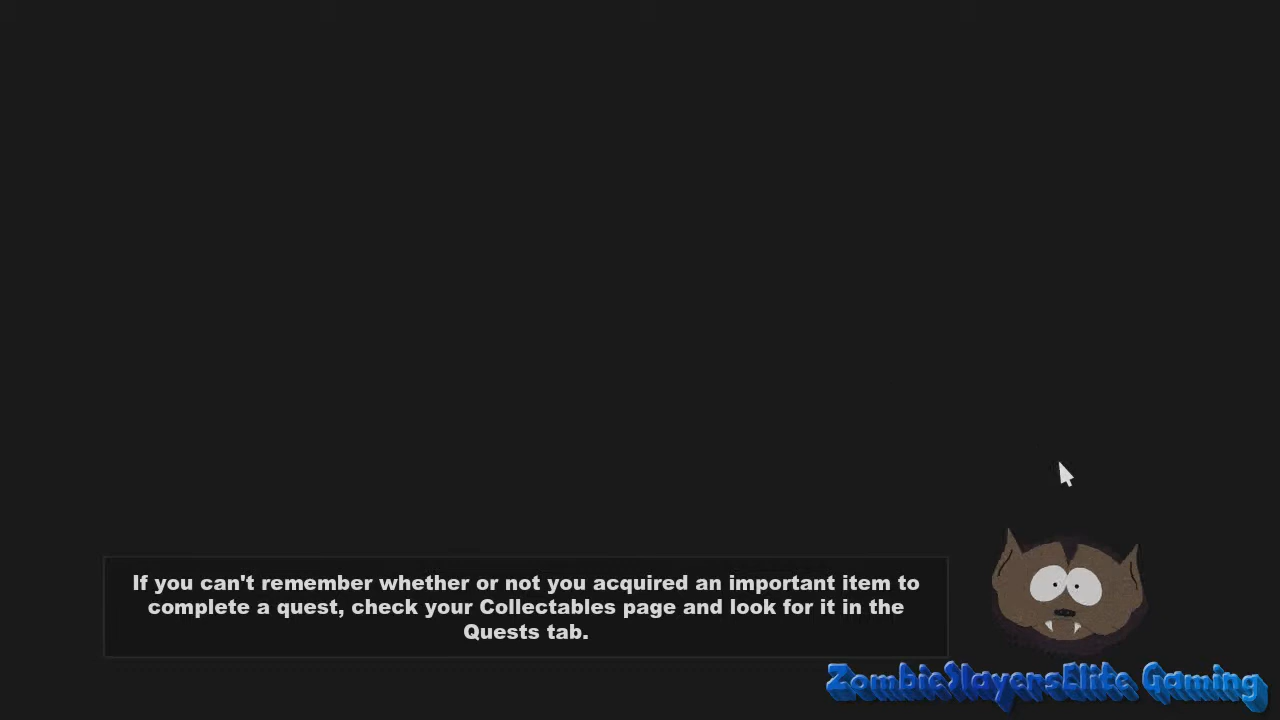 If you can't remember whether or not you acquired an important item to
complete a quest, check your Collectables page and look for it in the
Quests tab.
ZombieSlayersElite Gaming